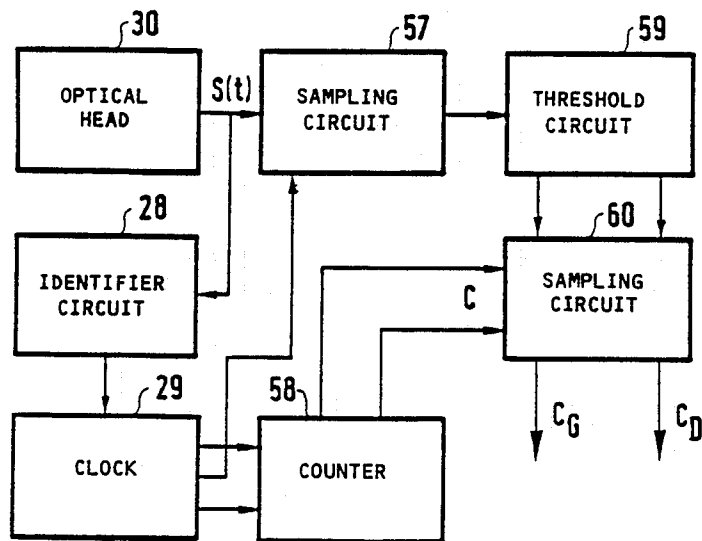 30
57
59
OPTICAL
HEAD
S(t)
SAMPLING
CIRCUIT
THRESHOLD
CIRCUIT
28
60
IDENTIFIER
CIRCUIT
SAMPLING
CIRCUIT
C
29
58
CLOCK
COUNTER
C_G
C_D